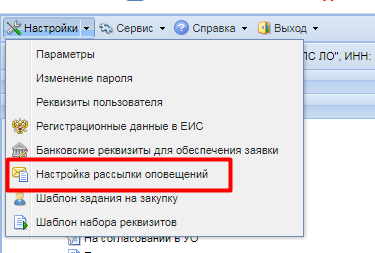 Настройки Сервис Справка Выход
Параметры
ПС ЛО", ИНН:
Изменение пароля
Реквизиты пользователя
Регистрационные данные в ЕИС
Банковские реквизиты для обеспечения заявки
Настройка рассылки оповещений
Шаблон задания на закупку
Шаблон набора реквизитов
На согласовании в УО